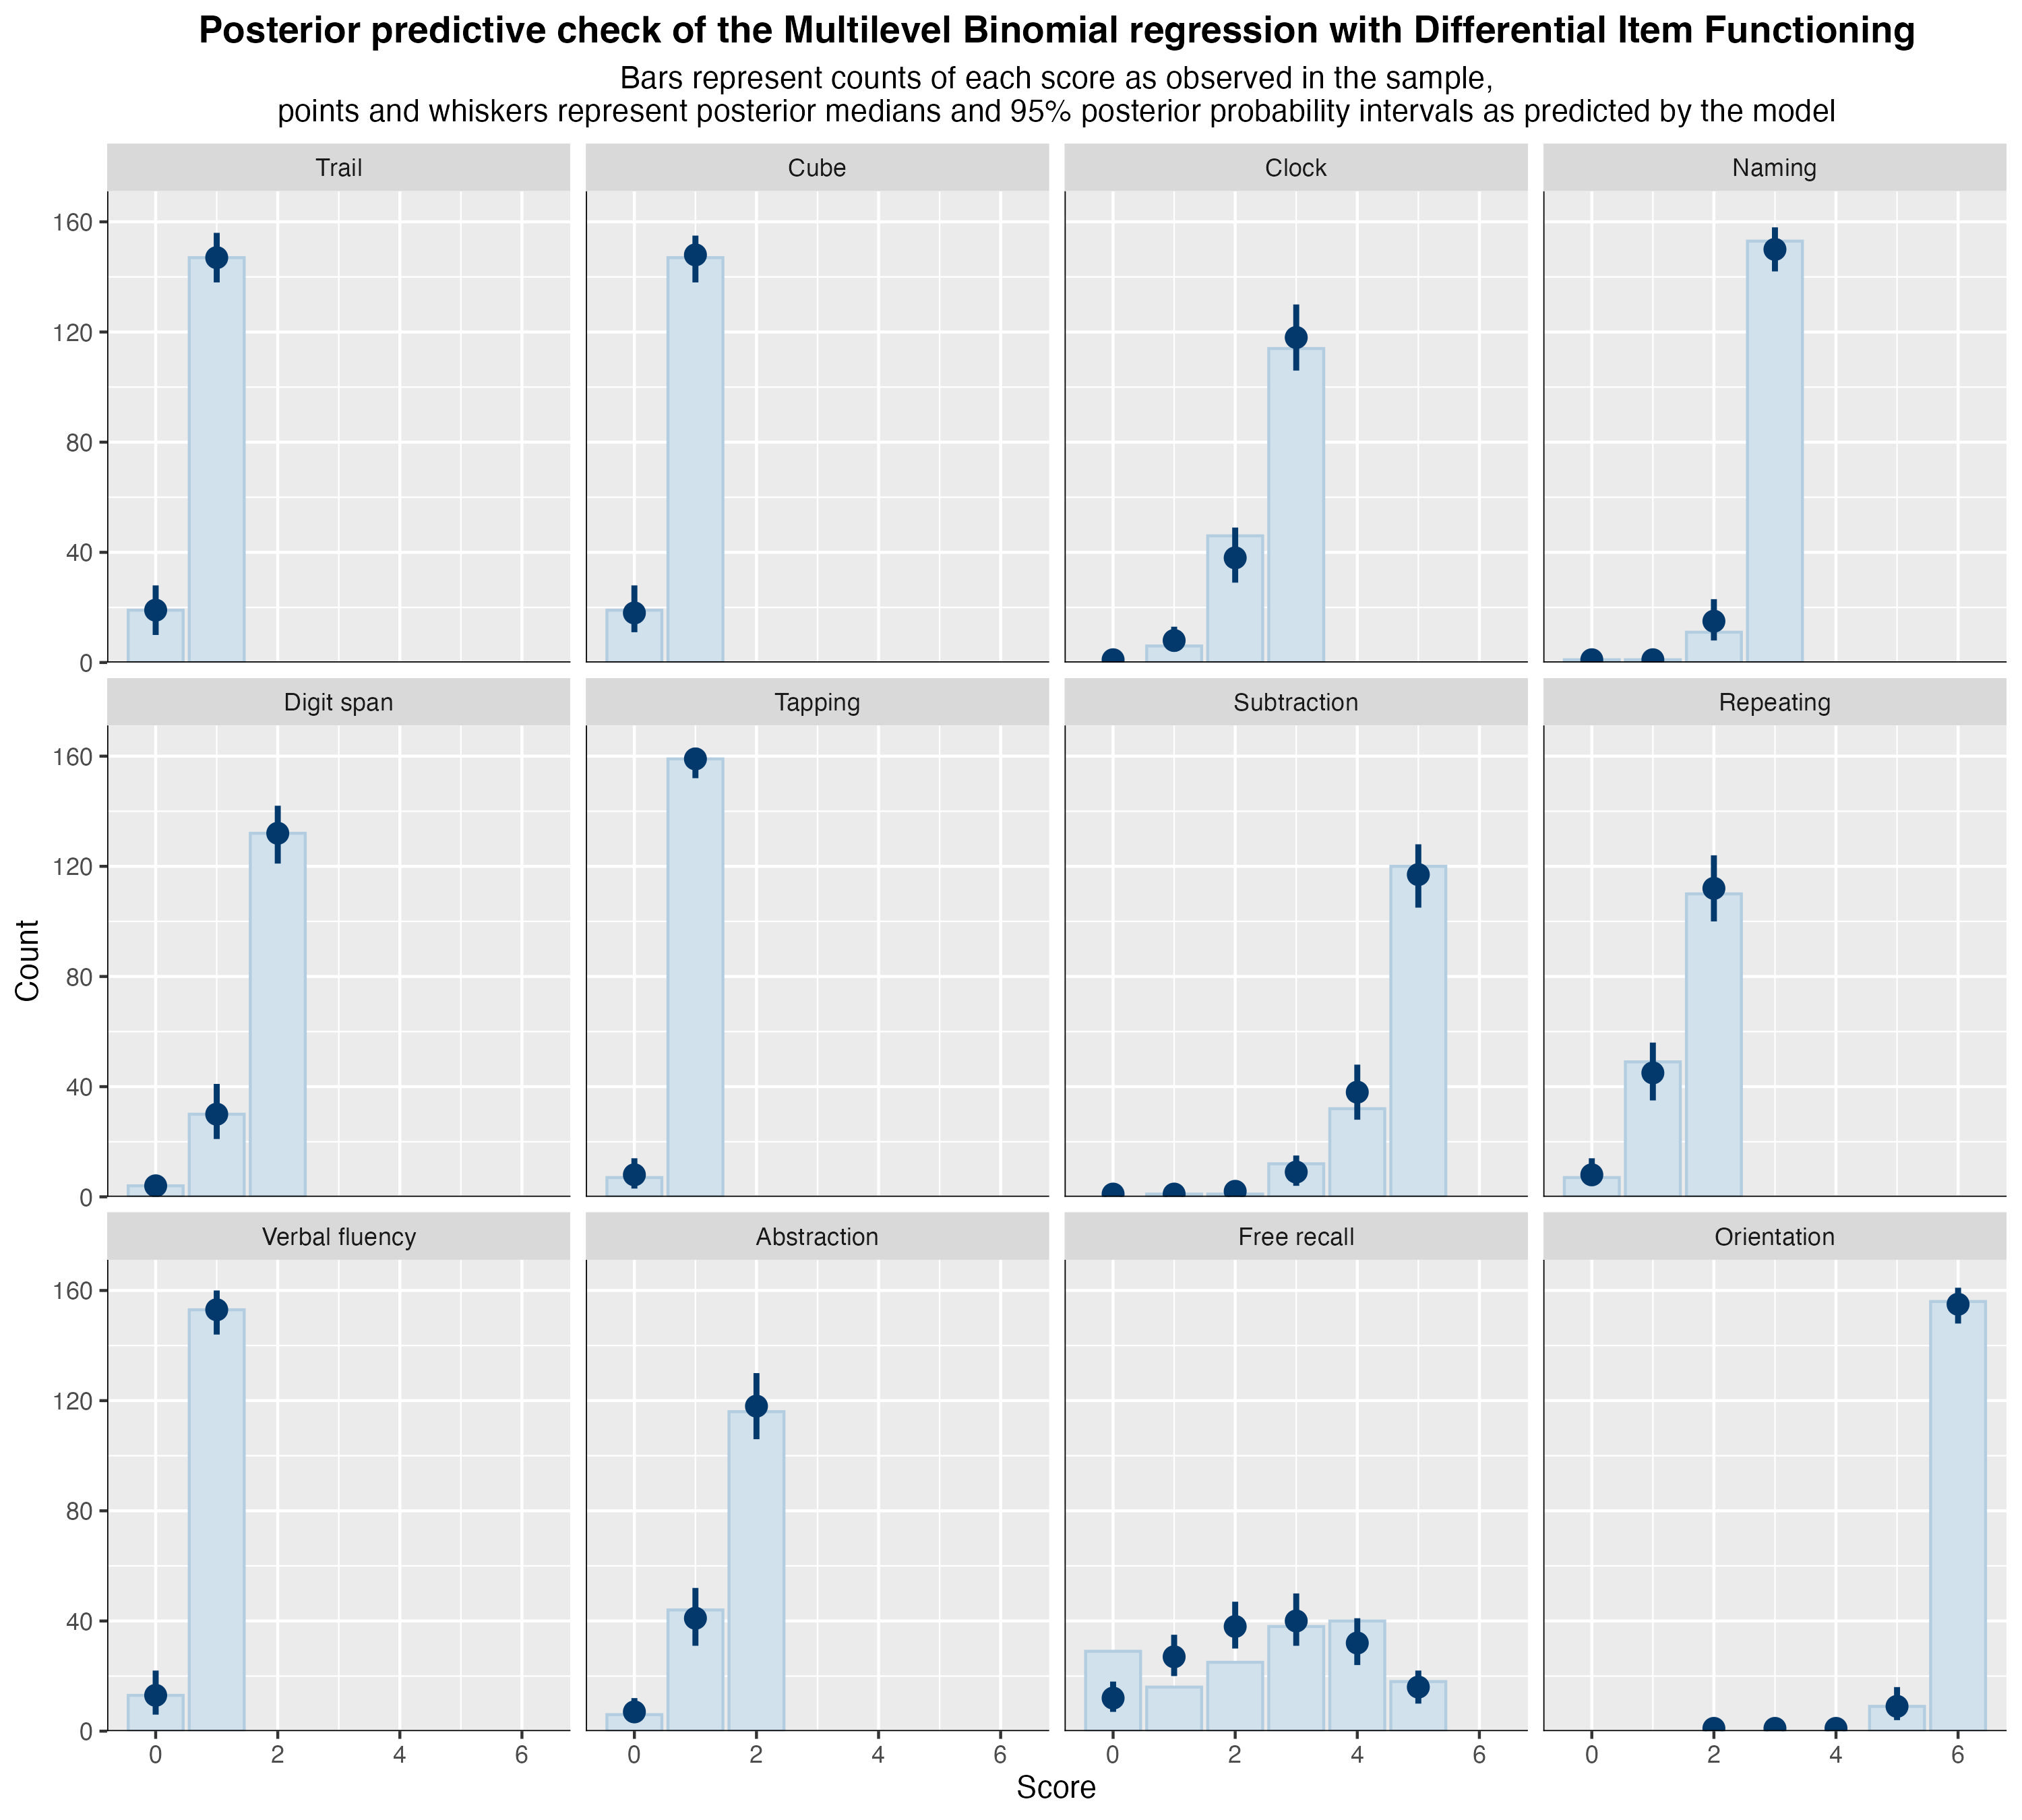 Posterior predictive check of the Multilevel Binomial regression with Differential Item Functioning
Bars represent counts of each score as observed in the sample,
points and whiskers represent posterior medians and 95% posterior probability intervals as predicted by the model
Trail
Cube
Clock
Naming
160
120
80
40
0
Digit span
Tapping
Subtraction
Repeating
160
120
80
40
0
Count
Verbal fluency
Abstraction
Free recall
Orientation
160
120
80
40
0
0 2 4 6
0 2 4 6
0 2 4 6
0 2 4 6
Score